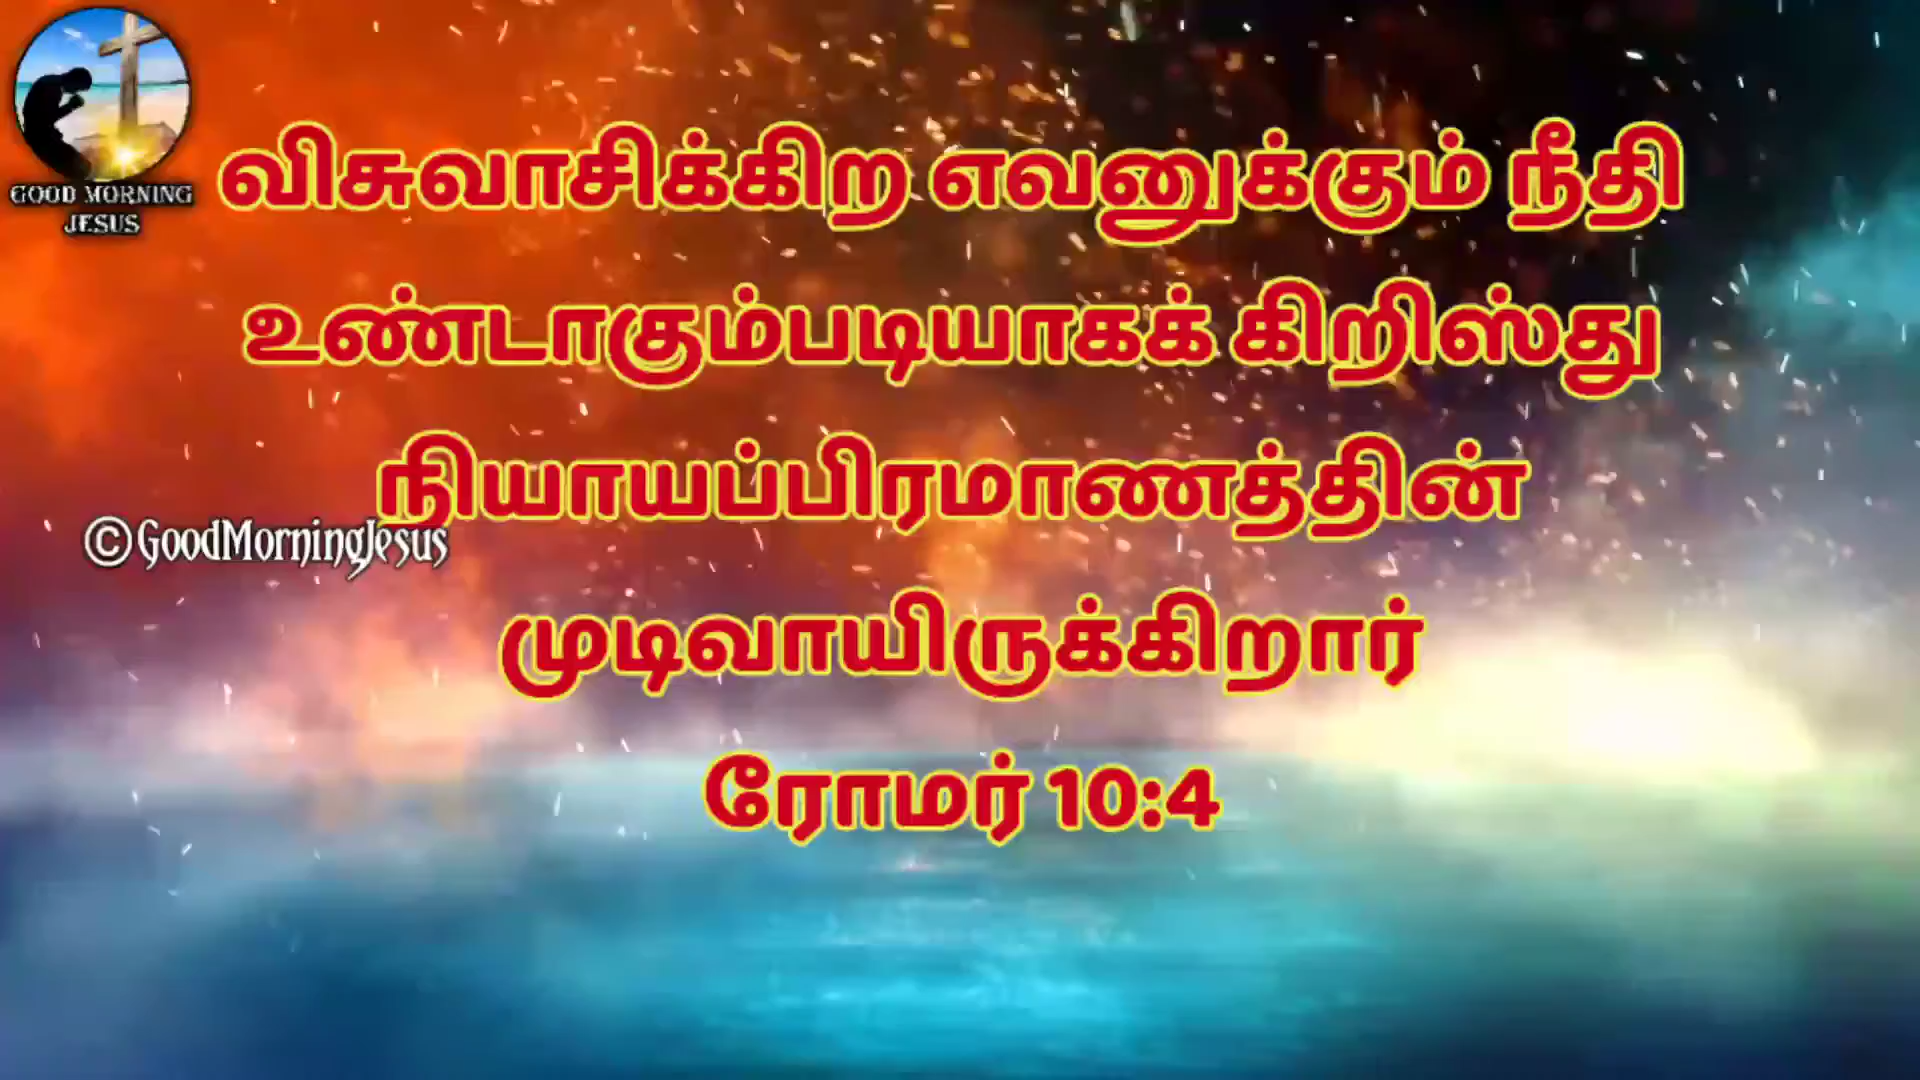 GOOD MORNING
JESUS
விசுவாசிக்கிற எவனுக்கும் நீதி
உண்டாகும்படியாகக் கிறிஸ்து
நியாயப்பிரமாணத்தின்
©GoodMorningJesus
முடிவாயிருக்கிறார்
ரோமர் 10:4